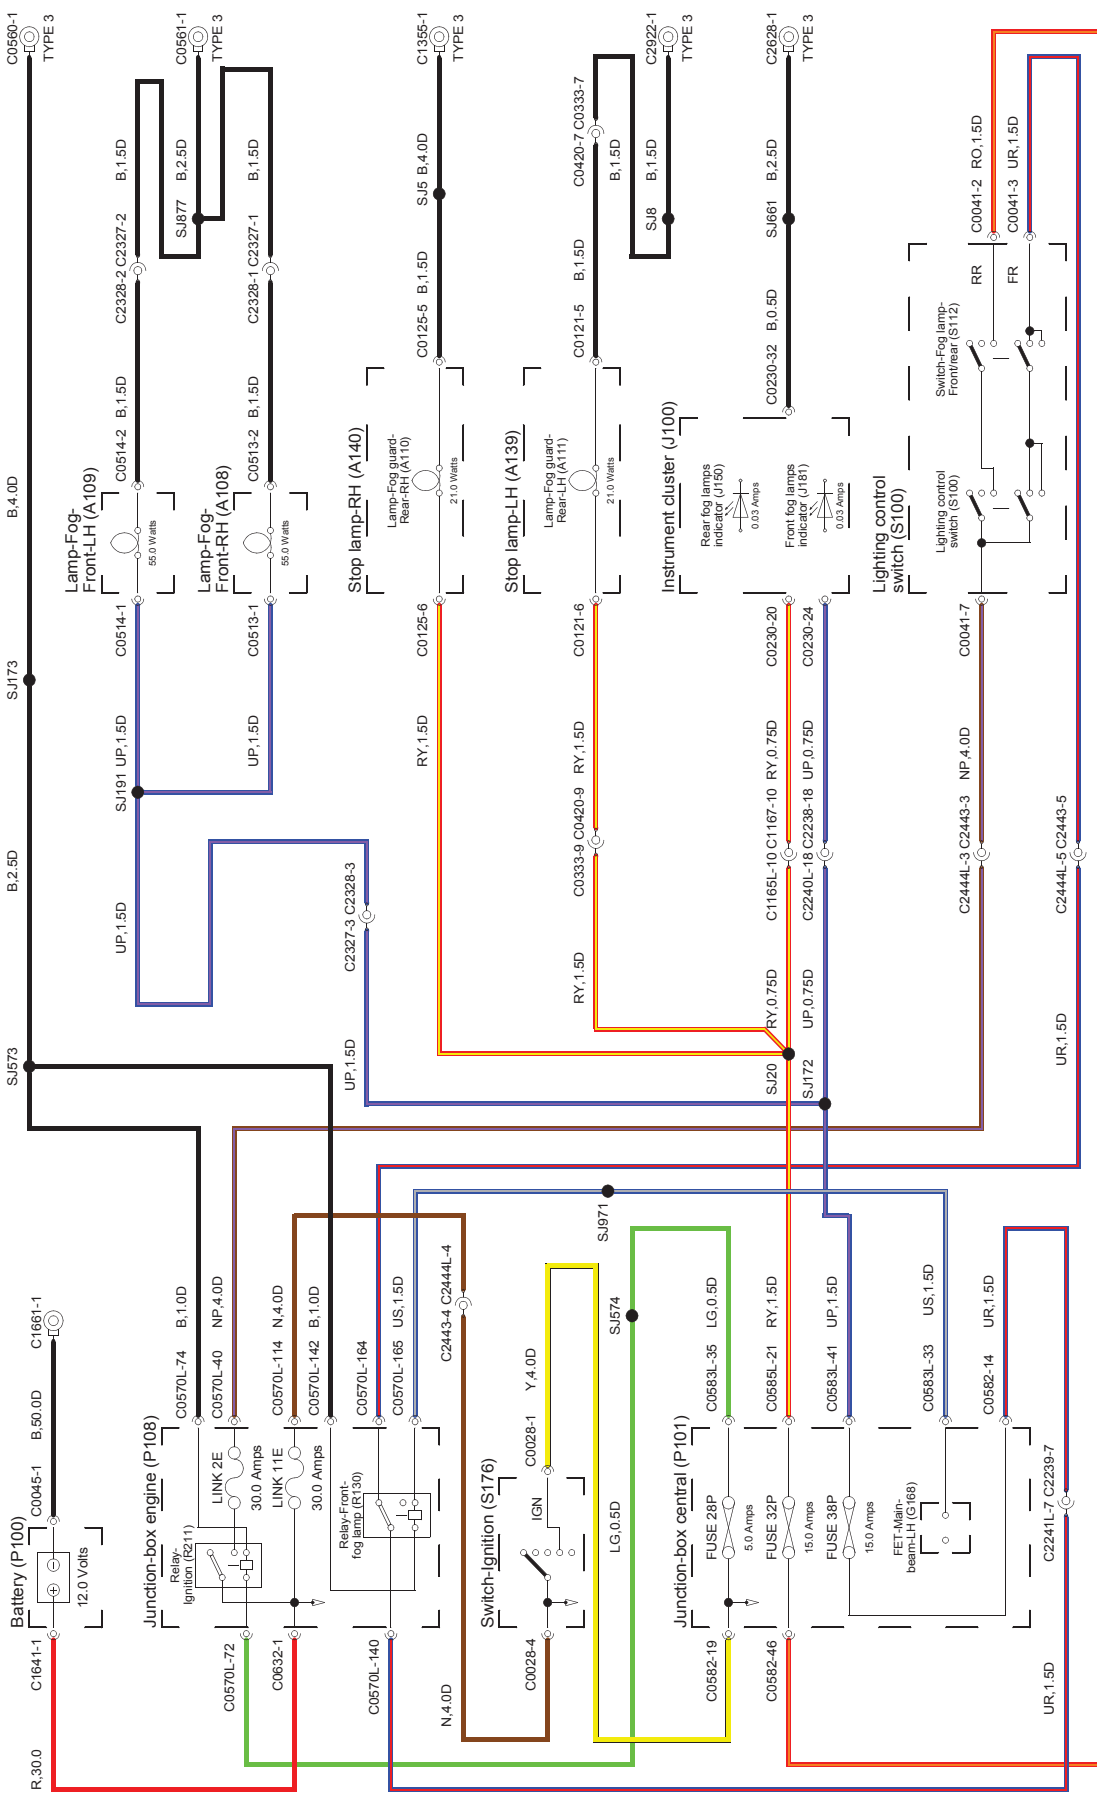 C0560-1
TYPE 3
B,4.0D
SJ173
B,2.5D
SJ573
C0561-1
TYPE 3
B,1.5D
B,2.5D
B,1.5D
SJ877
C2328-2 C2327-2
C2328-1 C2327-1
B,1.5D
B,1.5D
C0514-2
C0513-2
Lamp-Fog-
Front-LH (A109)
55.0 Watts
Lamp-Fog-
Front-RH (A108)
55.0 Watts
C0514-1
C0513-1
UP,1.5D
UP,1.5D
SJ191
UP,1.5D
C2327-3 C2328-3
UP,1.5D
C1355-1
TYPE 3
B,4.0D
SJ5
B,1.5D
C0125-5
Stop lamp-RH (A140)
Lamp-Fog guard-
Rear-RH (A110)
21.0 Watts
C0125-6
RY,1.5D
C2922-1
TYPE 3
C0420-7 C0333-7
B,1.5D
B,1.5D
SJ8
B,1.5D
C0121-5
Stop lamp-LH (A139)
Lamp-Fog guard-
Rear-LH (A111)
21.0 Watts
C0121-6
RY,1.5D
C0333-9 C0420-9
RY,1.5D
C2628-1
TYPE 3
B,2.5D
SJ661
B,0.5D
C0230-32
Instrument cluster (J100)
Rear fog lamps
indicator (J150)
0.03 Amps
Front fog lamps
indicator (J181)
0.03 Amps
C0230-20
C0230-24
RY,0.75D
UP,0.75D
C1165L-10 C1167-10
C2240L-18 C2238-18
RY,0.75D
UP,0.75D
SJ20
SJ172
RO,1.5D
UR,1.5D
C0041-2
C0041-3
RR
FR
Switch-Fog lamp-
Front/rear (S112)
Lighting control
switch (S100)
Lighting control
switch (S100)
C0041-7
NP,4.0D
C2444L-3 C2443-3
C2444L-5 C2443-5
UR,1.5D
C1661-1
B,50.0D
C0045-1
Battery (P100)
12.0 Volts
C1641-1
R,30.0
B,1.0D
NP,4.0D
N,4.0D
B,1.0D
US,1.5D
C0570L-74
C0570L-40
C0570L-114
C0570L-142
C0570L-164
C0570L-165
Junction-box engine (P108)
LINK 2E
30.0 Amps
LINK 11E
30.0 Amps
Relay-
Ignition (R211)
Relay-Front-
fog lamp (R130)
C0570L-72
C0632-1
C0570L-140
C2443-4 C2444L-4
N,4.0D
Y,4.0D
C0028-1
Switch-Ignition (S176)
IGN
C0028-4
SJ971
SJ574
LG,0.5D
LG,0.5D
RY,1.5D
UP,1.5D
US,1.5D
UR,1.5D
C0583L-35
C0585L-21
C0583L-41
C0583L-33
C0582-14
Junction-box central (P101)
FUSE 28P
5.0 Amps
FUSE 32P
15.0 Amps
FUSE 38P
15.0 Amps
FET-Main-
beam-LH (G168)
C0582-19
C0582-46
C2241L-7 C2239-7
UR,1.5D